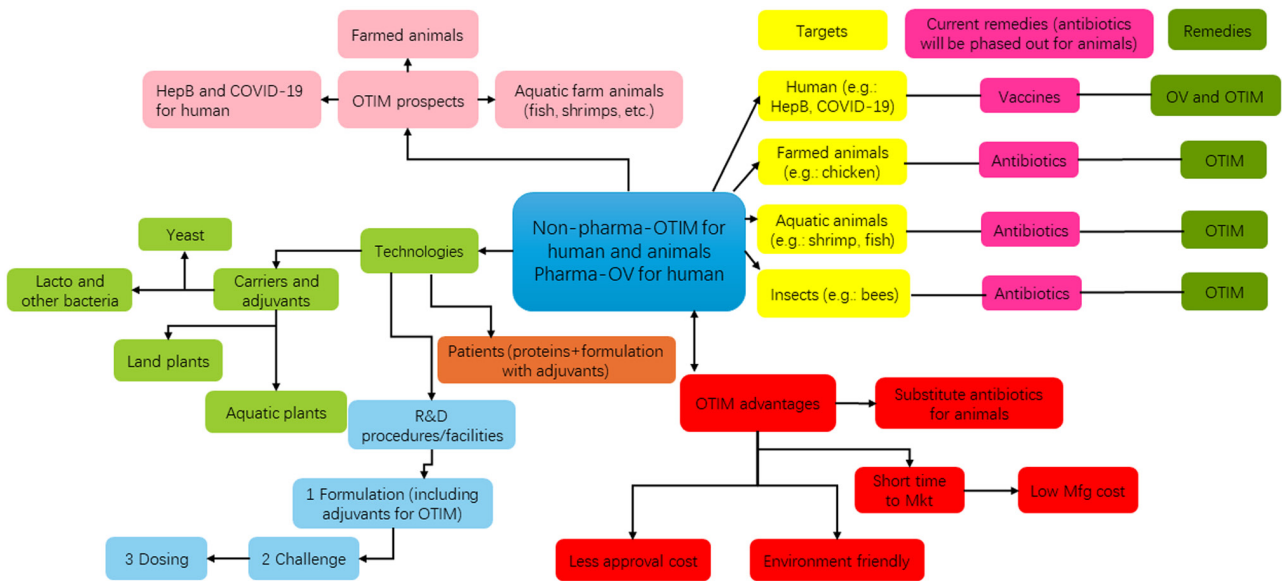 Farmed animals
HepB and COVID-19
for human
OTIM prospects
Aquatic farm animals
(fish, shrimps, etc.)
Targets
Current remedies (antibiotics
will be phased out for animals)
Remedies
Human (e.g.:
HepB, COVID-19)
Vaccines
OV and OTIM
Farmed animals
(e.g.: chicken)
Antibiotics
OTIM
Aquatic animals
(e.g.: shrimp, fish)
Antibiotics
OTIM
Insects (e.g.: bees)
Antibiotics
OTIM
Non-pharma-OTIM for
human and animals
Pharma-OV for human
Technologies
Yeast
Lacto and
other bacteria
Carriers and
adjuvants
Land plants
Aquatic plants
Patients (proteins+formulation
with adjuvants)
R&D
procedures/facilities
1 Formulation (including
adjuvants for OTIM)
3 Dosing
2 Challenge
OTIM advantages
Substitute antibiotics
for animals
Short time
to Mkt
Low Mfg cost
Less approval cost
Environment friendly